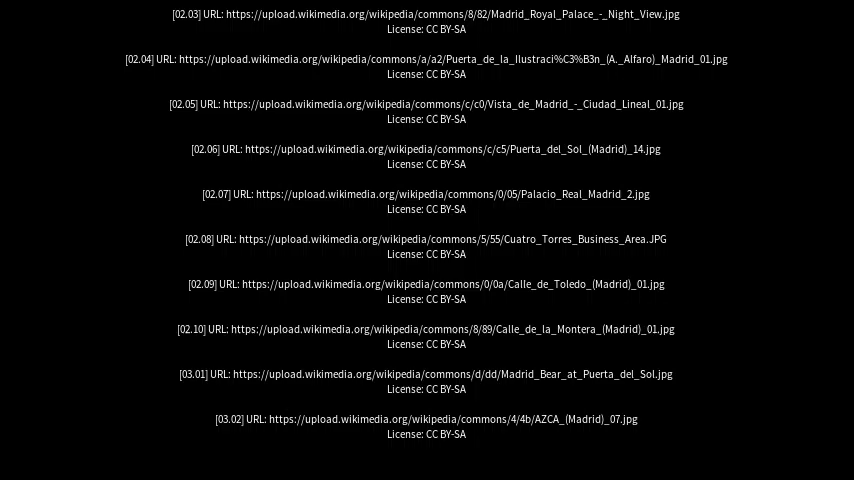 [02.03] URL: https://upload.wikimedia.org/wikipedia/commons/8/82/Madrid_Royal_Palace_-_Night_View.jpg
License: CC BY-SA
[02.04] URL: https://upload.wikimedia.org/wikipedia/commons/a/a2/Puerta_de_la_Ilustraci%C3%B3n_(A._Alfaro)_Madrid_01.jpg
License: CC BY-SA
[02.05] URL: https://upload.wikimedia.org/wikipedia/commons/c/c0/Vista_de_Madrid_-_Ciudad_Lineal_01.jpg
License: CC BY-SA
[02.06] URL: https://upload.wikimedia.org/wikipedia/commons/c/c5/Puerta_del_Sol_(Madrid)_14.jpg
License: CC BY-SA
[02.07] URL: https://upload.wikimedia.org/wikipedia/commons/0/05/Palacio_Real_Madrid_2.jpg
License: CC BY-SA
[02.08] URL: https://upload.wikimedia.org/wikipedia/commons/5/55/Cuatro_Torres_Business_Area.JPG
License: CC BY-SA
[02.09] URL: https://upload.wikimedia.org/wikipedia/commons/0/0a/Calle_de_Toledo_(Madrid)_01.jpg
License: CC BY-SA
[02.10] URL: https://upload.wikimedia.org/wikipedia/commons/8/89/Calle_de_la_Montera_(Madrid)_01.jpg
License: CC BY-SA
[03.01] URL: https://upload.wikimedia.org/wikipedia/commons/d/dd/Madrid_Bear_at_Puerta_del_Sol.jpg
License: CC BY-SA
[03.02] URL: https://upload.wikimedia.org/wikipedia/commons/4/4b/AZCA_(Madrid)_07.jpg
License: CC BY-SA